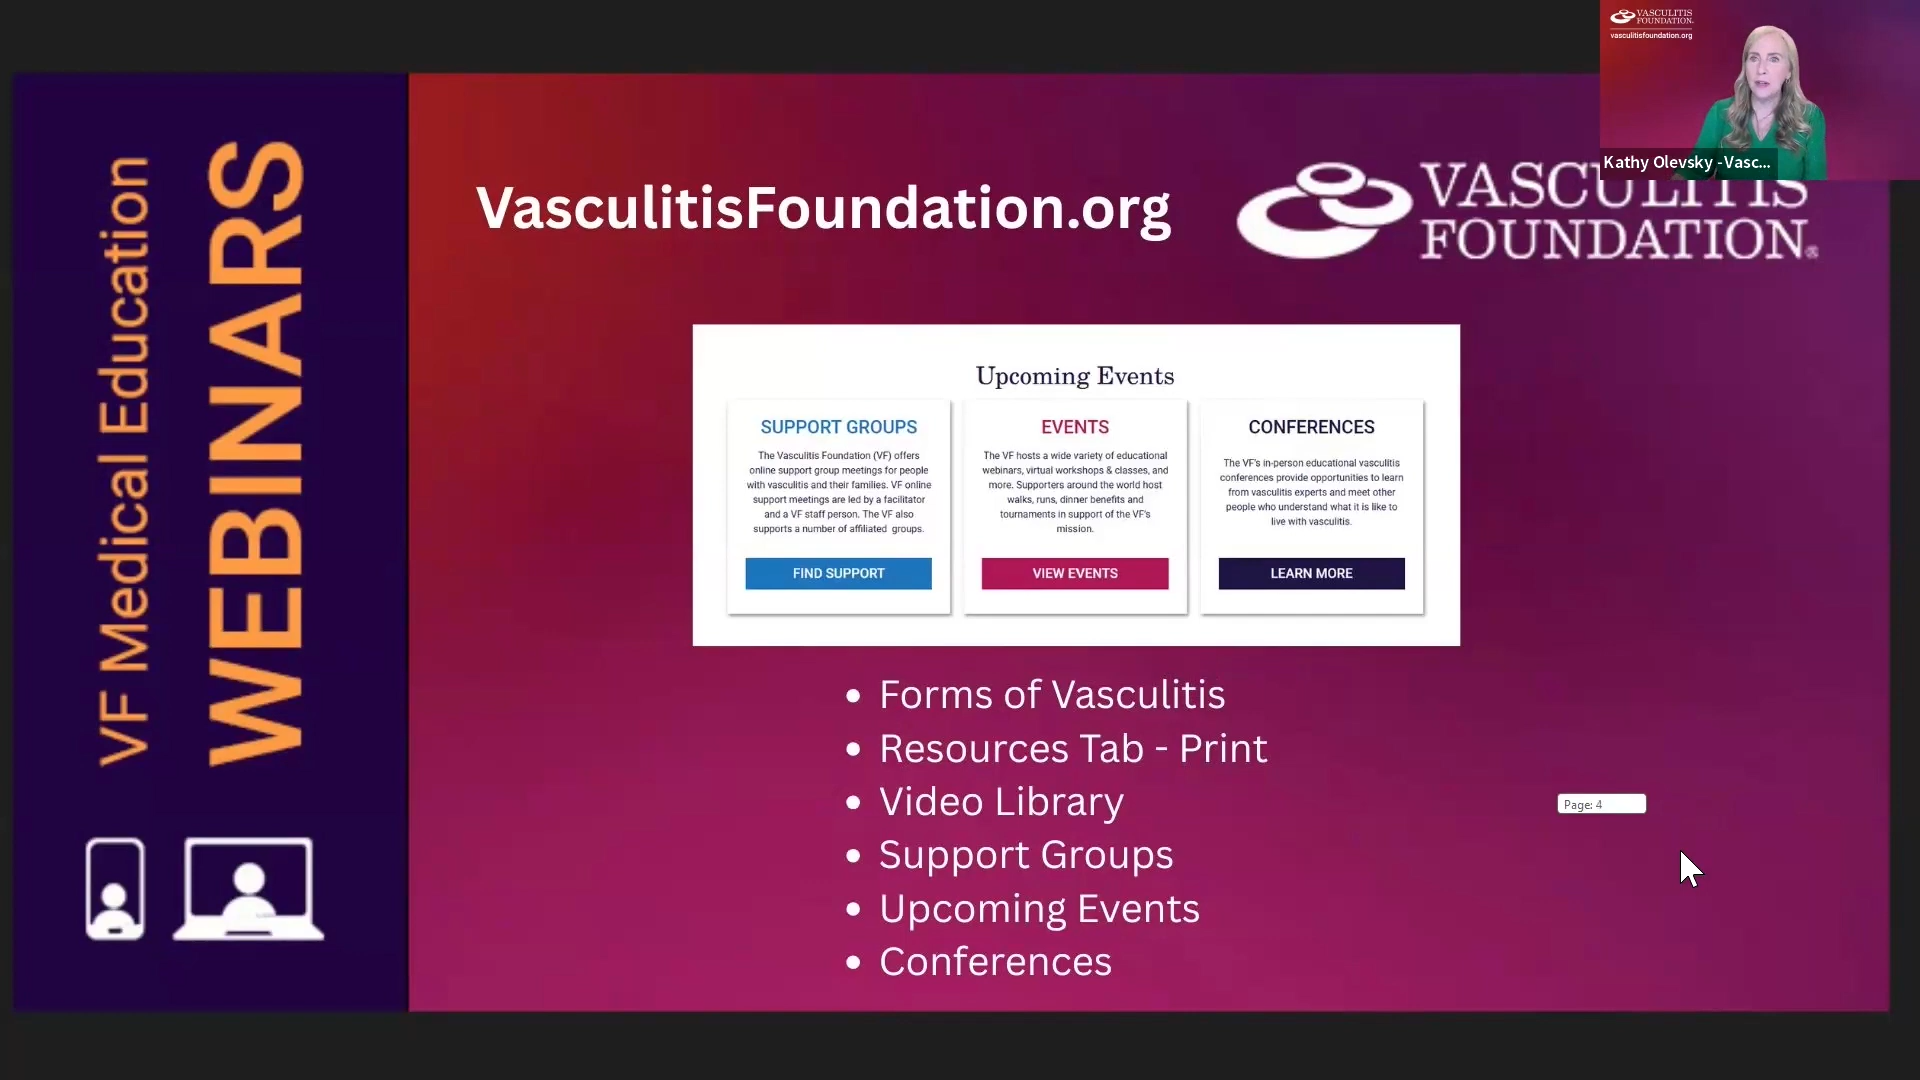 VASCULITIS
FOUNDATION
vasculitisfoundation.org
Kathy Olevsky -Vasc...
VF Medical Education
WEBINARS
VasculitisFoundation.org
VASCULITIS
FOUNDATION®
Upcoming Events
SUPPORT GROUPS
The Vasculitis Foundation (VF) offers
online support group meetings for people
with vasculitis and their families. VF online
support meetings are led by a facilitator
and a VF staff person. The VF also
supports a number of affiliated groups.
FIND SUPPORT
EVENTS
The VF hosts a wide variety of educational
webinars, virtual workshops & classes, and
more. Supporters around the world host
walks, runs, dinner benefits and
tournaments in support of the VF's
mission.
VIEW EVENTS
CONFERENCES
The VF's in-person educational vasculitis
conferences provide opportunities to learn
from vasculitis experts and meet other
people who understand what it is like to
live with vasculitis.
LEARN MORE
• Forms of Vasculitis
• Resources Tab - Print
• Video Library
• Support Groups
• Upcoming Events
• Conferences
Page: 4